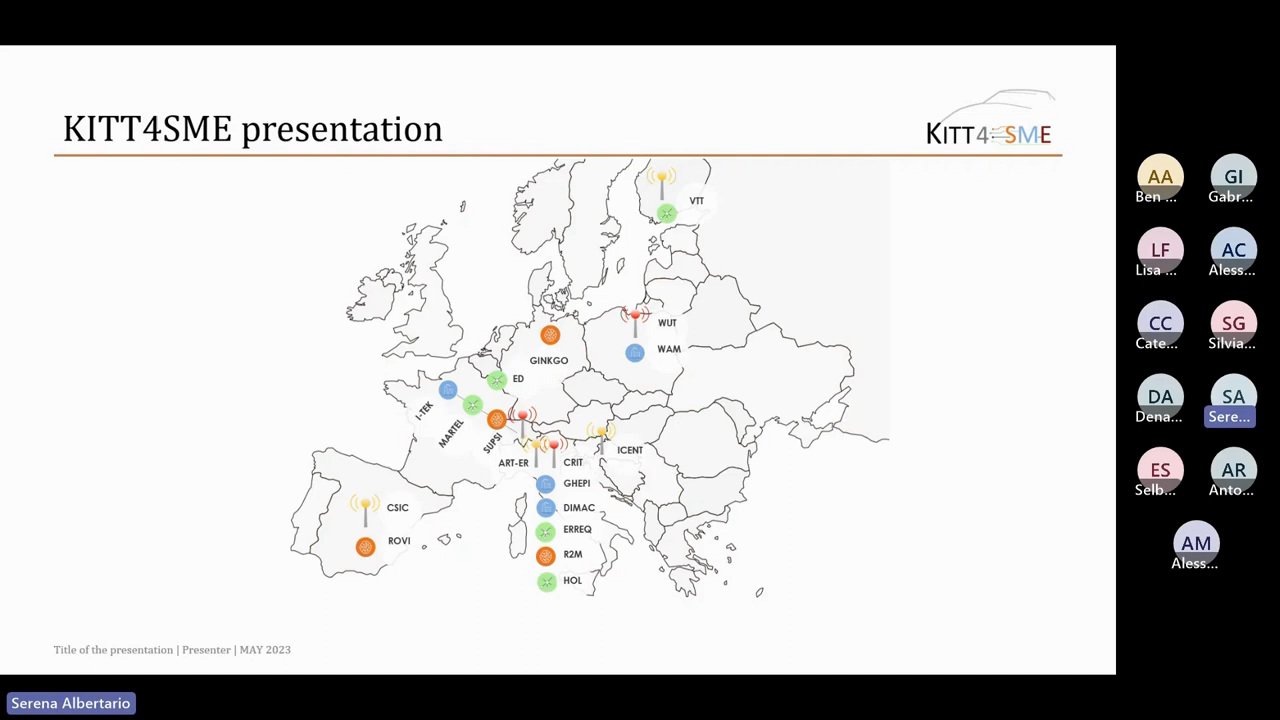 KITT4SME presentation
KITT4SME
VTT
WUT
WAM
GINKGO
ED
I-TEK
MARTEL
SUPSI
ART-ER
CRIT
ICENT
GHEPI
DIMAC
ERREQ
R2M
HOL
CSIC
ROVI
Title of the presentation | Presenter | MAY 2023
Serena Albertario
AA
Ben ...
GI
Gabr...
LF
Lisa ...
AC
Aless...
CC
Cate...
SG
Silvia...
DA
Dena...
SA
Sere...
ES
Selb...
AR
Anto...
AM
Aless...